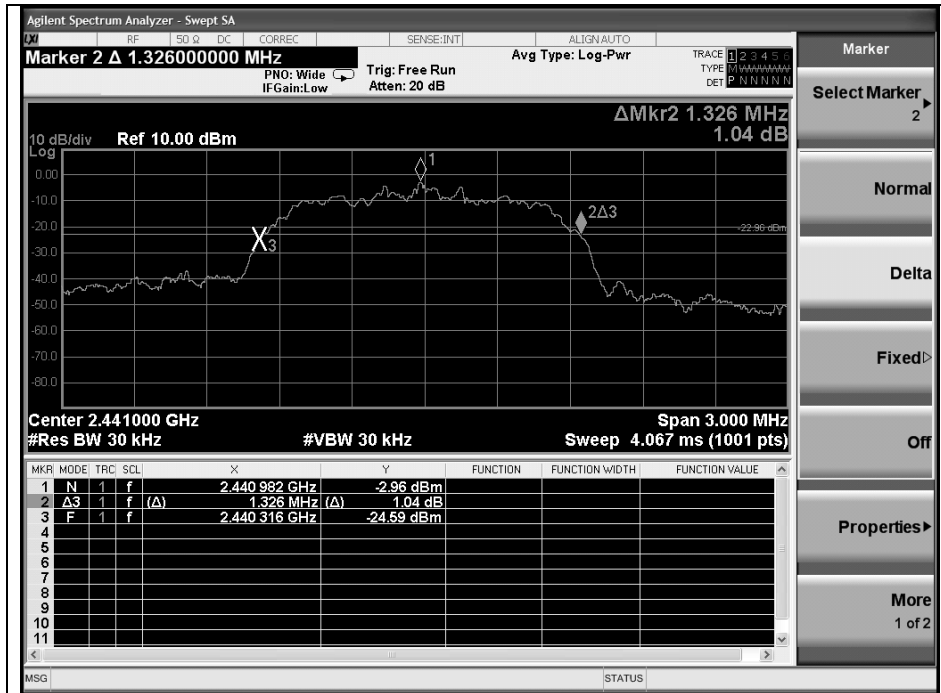 Agilent Spectrum Analyzer - Swept SA
LXI RF 50 Ω DC CORREC SENSE:INT ALIGN AUTO
Marker 2 Δ 1.326000000 MHz
PNO: Wide
IFGain:Low
Trig: Free Run
Atten: 20 dB
Avg Type: Log-Pwr
TRACE 1 2 3 4 5 6
TYPE M
DET P N N N N N
ΔMkr2 1.326 MHz
1.04 dB
10 dB/div Ref 10.00 dBm
Log
0.00
-10.0
-20.0
-30.0
-40.0
-50.0
-60.0
-70.0
-80.0
1
2Δ3
-22.96 dBm
3
Center 2.441000 GHz Span 3.000 MHz
#Res BW 30 kHz #VBW 30 kHz Sweep 4.067 ms (1001 pts)
MKR MODE TRC SCL X Y FUNCTION FUNCTION WIDTH FUNCTION VALUE
1 N 1 f 2.440 982 GHz -2.96 dBm
2 Δ3 1 f (Δ) 1.326 MHz (Δ) 1.04 dB
3 F 1 f 2.440 316 GHz -24.59 dBm
4
5
6
7
8
9
10
11
MSG STATUS
Marker
Select Marker
2
Normal
Delta
Fixed
Off
Properties
More
1 of 2